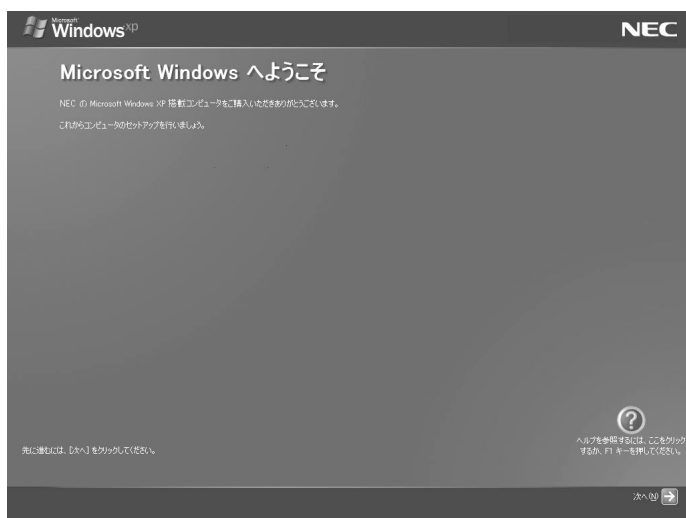 Microsoft
Windows xp
NEC
Microsoft Windows へようこそ
NEC の Microsoft Windows XP 搭載コンピュータをご購入いただきありがとうございます。
これからコンピュータのセットアップを行いましょう。
先に進むには、[次へ] をクリックしてください。
ヘルプを参照するには、ここをクリック
するか、F1 キーを押してください。
次へ(N)